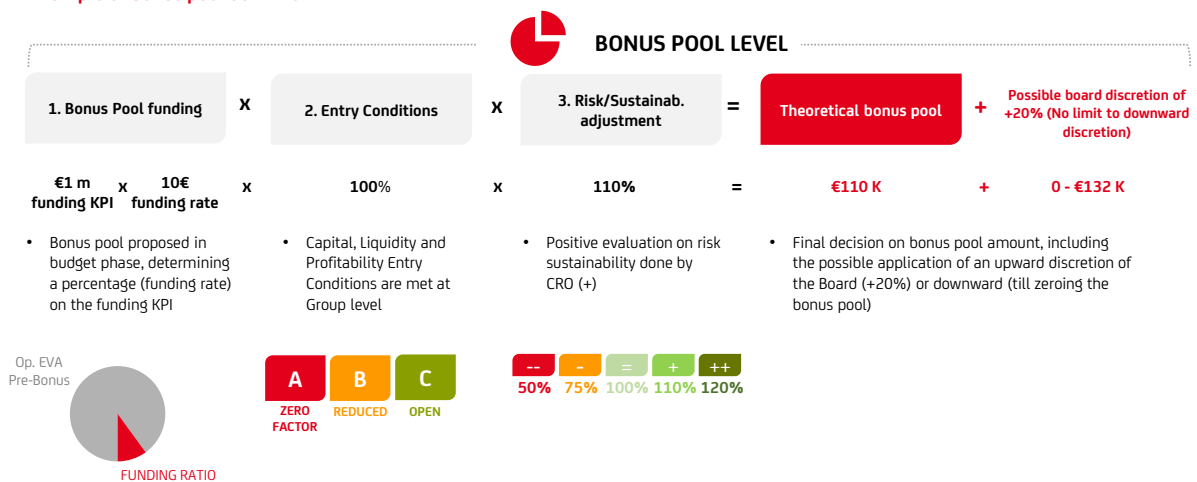 BONUS POOL LEVEL
1. Bonus Pool funding
x
2. Entry Conditions
x
3. Risk/Sustainab.
adjustment
=
Theoretical bonus pool
+
Possible board discretion of
+20% (No limit to downward
discretion)
€1 m
funding KPI
x
10€
funding rate
x
100%
x
110%
=
€110 K
+
0 - €132 K
• Bonus pool proposed in
budget phase, determining
a percentage (funding rate)
on the funding KPI
• Capital, Liquidity and
Profitability Entry
Conditions are met at
Group level
• Positive evaluation on risk
sustainability done by
CRO (+)
• Final decision on bonus pool amount, including
the possible application of an upward discretion of
the Board (+20%) or downward (till zeroing the
bonus pool)
Op. EVA
Pre-Bonus
FUNDING RATIO
A
B
C
ZERO
FACTOR
REDUCED
OPEN
-- - = + ++
50% 75% 100% 110% 120%